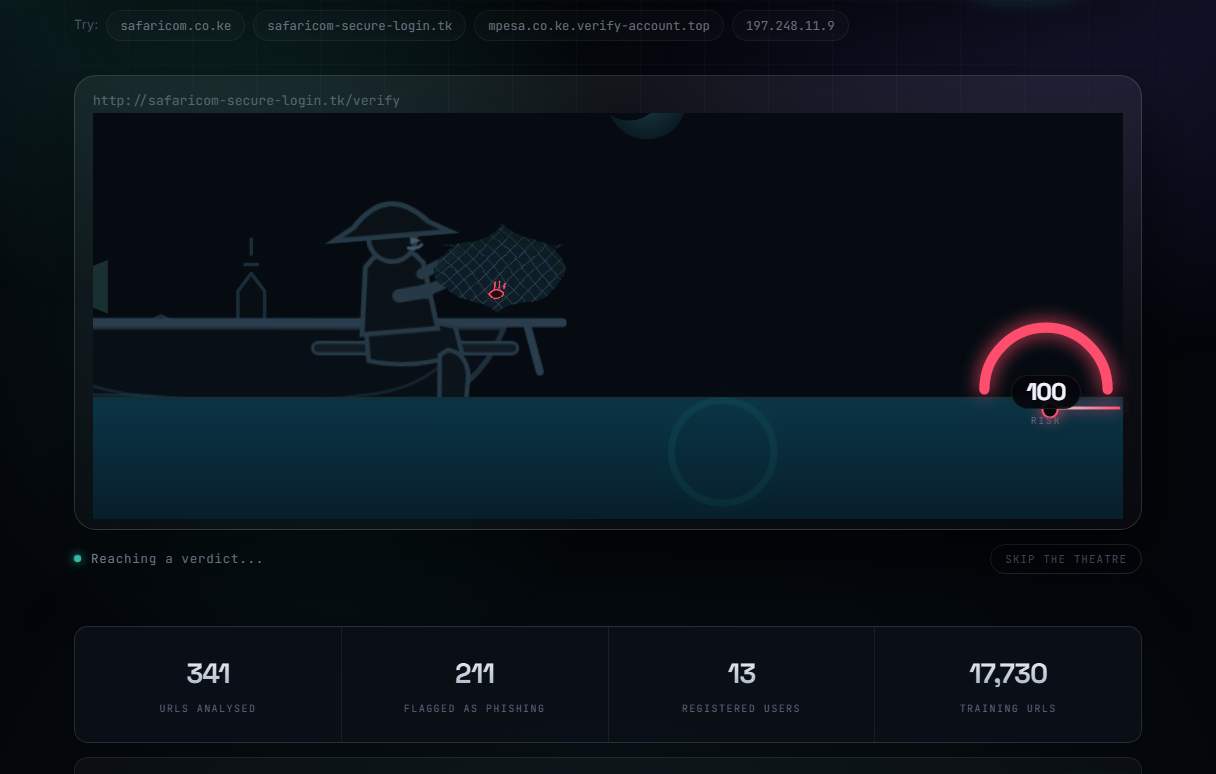 Try: safaricom.co.ke safaricom-secure-login.tk mpesa.co.ke.verify-account.top 197.248.11.9
http://safaricom-secure-login.tk/verify
100
RISK
Reaching a verdict... SKIP THE THEATRE
341 211 13 17,730
URLS ANALYSED FLAGGED AS PHISHING REGISTERED USERS TRAINING URLS